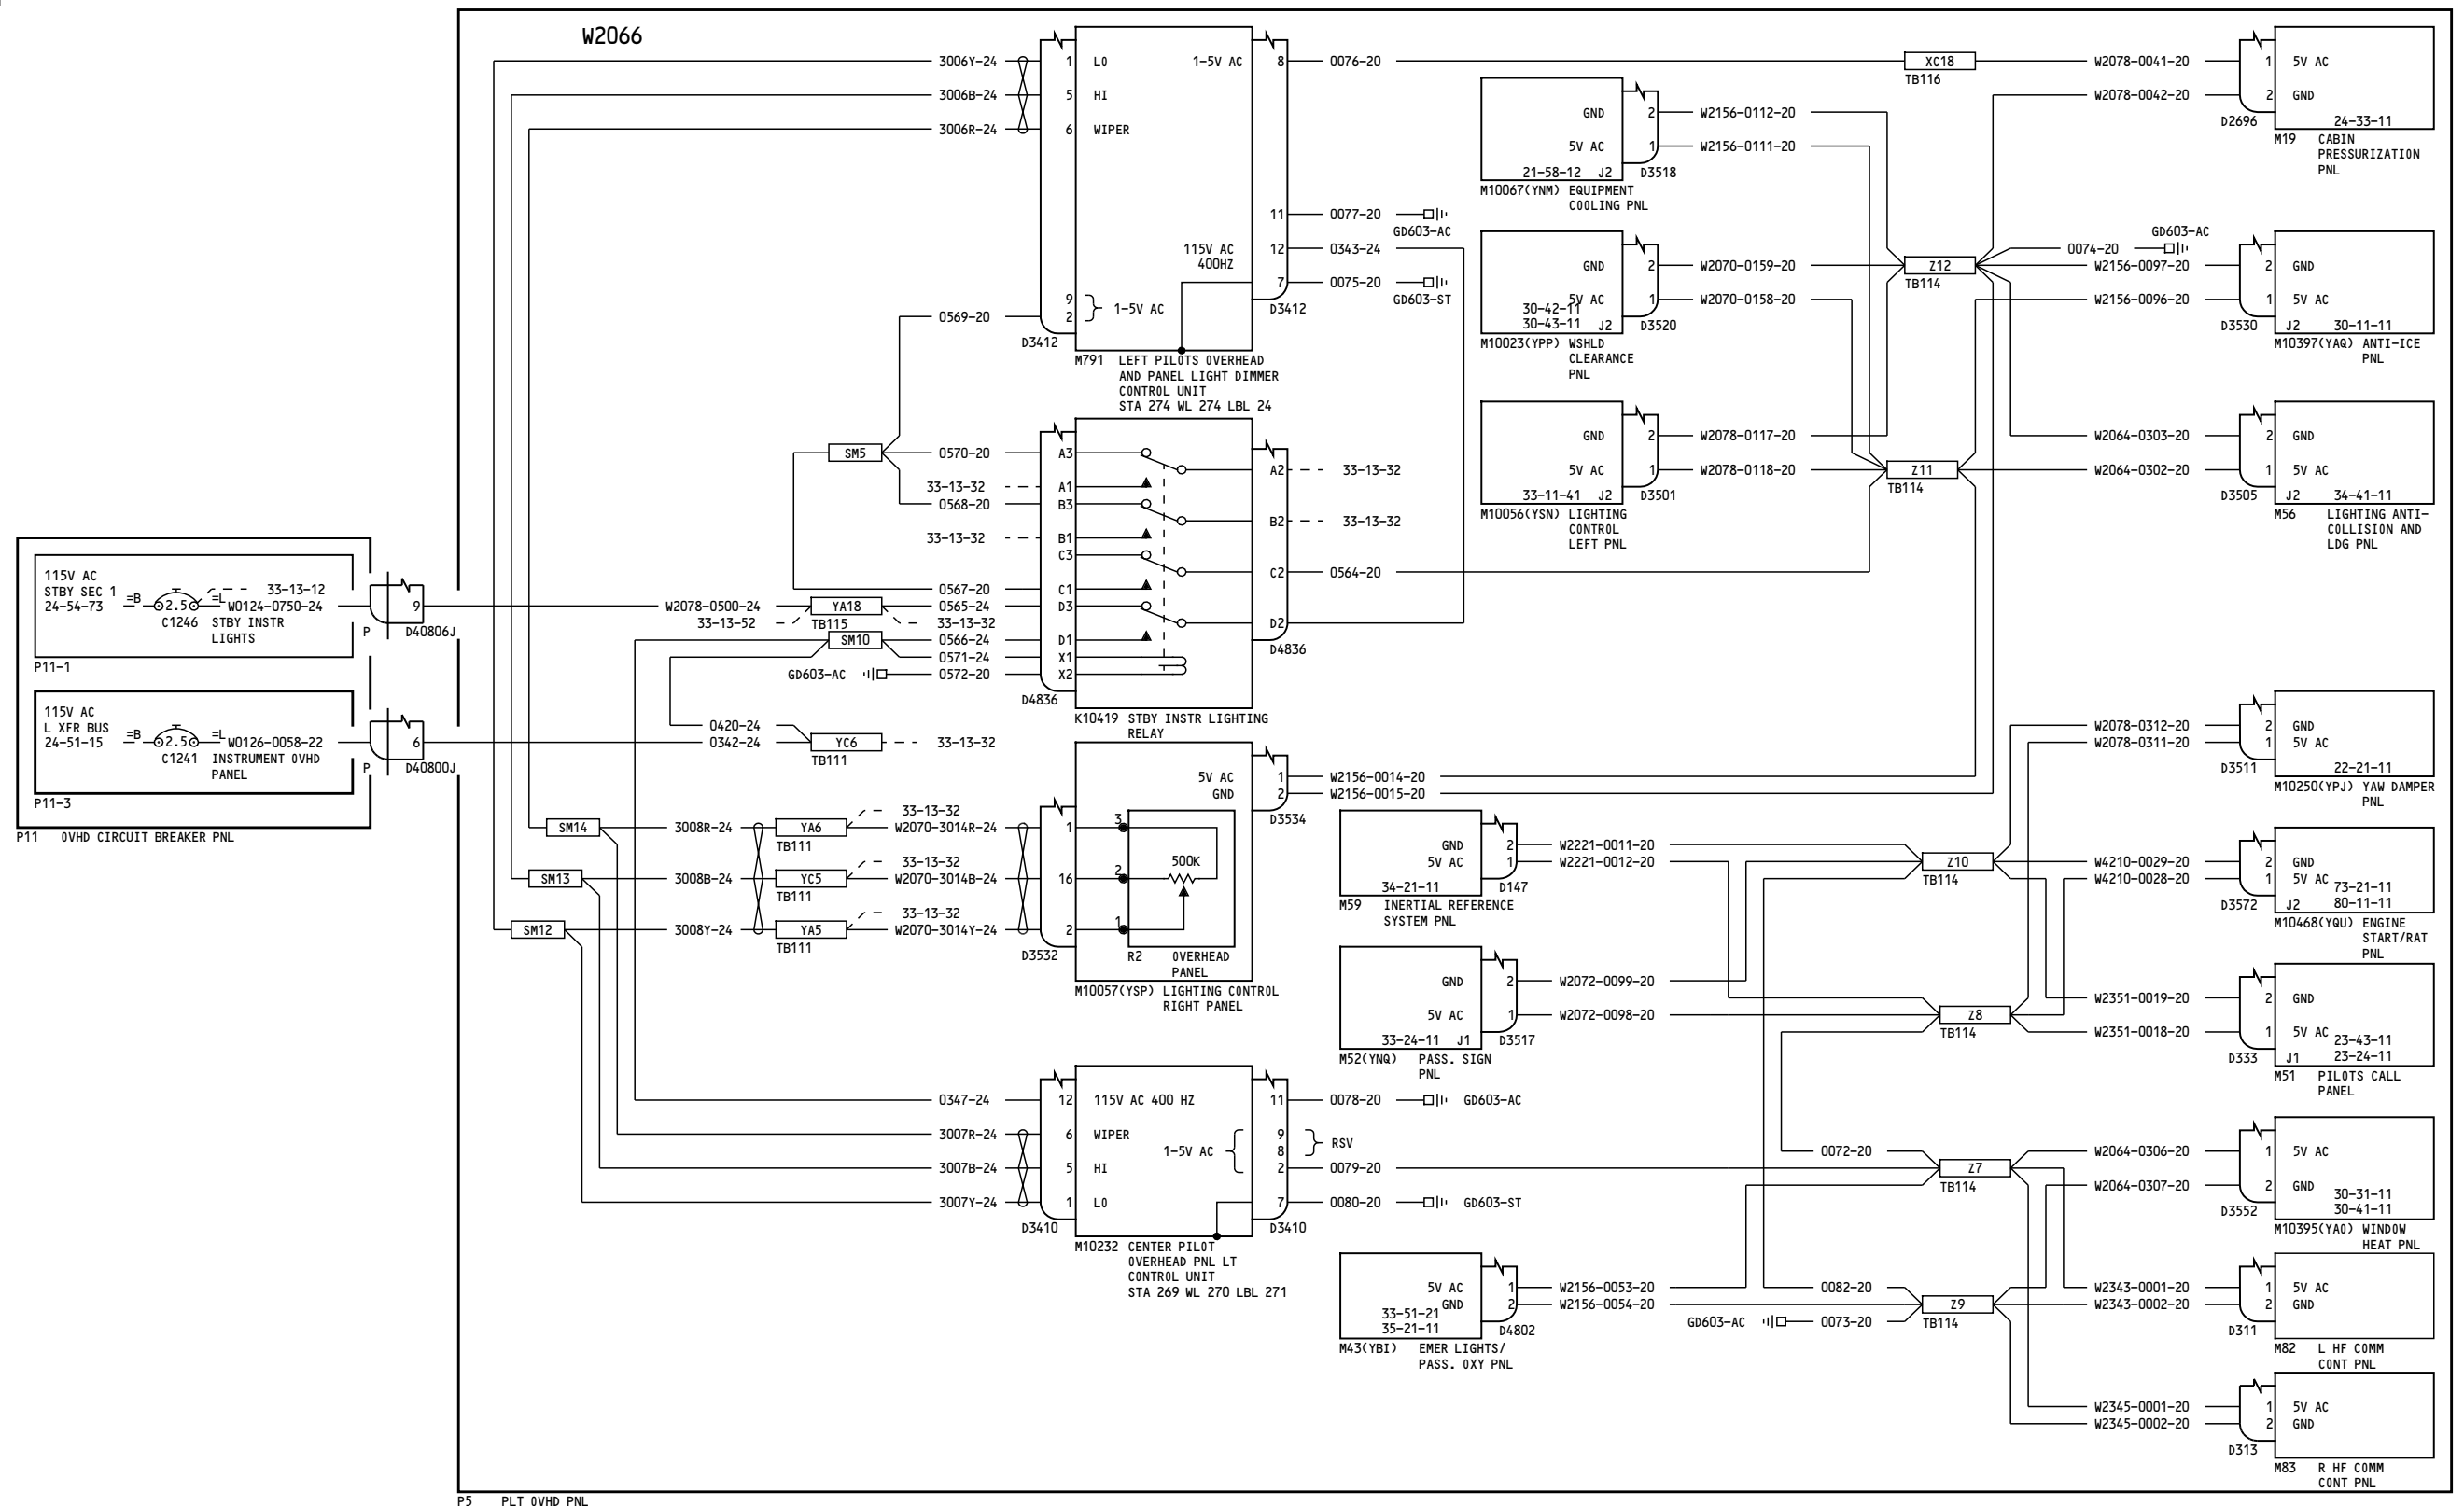 W2066
3006Y-24
3006B-24
3006R-24
1 LO
5 HI
6 WIPER
1-5V AC 8
0076-20
XC18
TB116
W2078-0041-20
W2078-0042-20
1 5V AC
2 GND
24-33-11
D2696
M19 CABIN
PRESSURIZATION
PNL
GND 2
5V AC 1
21-58-12 J2
D3518
W2156-0112-20
W2156-0111-20
M10067(YNM) EQUIPMENT
COOLING PNL
11 0077-20
GD603-AC
115V AC
400HZ
12 0343-24
7 0075-20
GD603-ST
D3412
9
2
1-5V AC
0569-20
D3412
M791 LEFT PILOTS OVERHEAD
AND PANEL LIGHT DIMMER
CONTROL UNIT
STA 274 WL 274 LBL 24
GND 2
5V AC 1
30-42-11
30-43-11 J2
D3520
W2070-0159-20
W2070-0158-20
M10023(YPP) WSHLD
CLEARANCE
PNL
Z12
TB114
0074-20
GD603-AC
W2156-0097-20
W2156-0096-20
2 GND
1 5V AC
J2 30-11-11
D3530
M10397(YAQ) ANTI-ICE
PNL
GND 2
5V AC 1
33-11-41 J2
D3501
W2078-0117-20
W2078-0118-20
M10056(YSN) LIGHTING
CONTROL
LEFT PNL
Z11
TB114
W2064-0303-20
W2064-0302-20
2 GND
1 5V AC
J2 34-41-11
D3505
M56 LIGHTING ANTI-
COLLISION AND
LDG PNL
SM5
0570-20
33-13-32
0568-20
33-13-32
0567-20
A3
A1
B3
B1
C3
C1
D3
D1
X1
X2
A2 33-13-32
B2 33-13-32
C2 0564-20
D2
D4836
D4836
K10419 STBY INSTR LIGHTING
RELAY
115V AC
STBY SEC 1
24-54-73
=B 2.5 =L
C1246 STBY INSTR
LIGHTS
33-13-12
W0124-0750-24
P11-1
P 9
D40806J
W2078-0500-24
33-13-52
YA18
TB115
0565-24
33-13-32
SM10
0566-24
0571-24
GD603-AC
0572-20
115V AC
L XFR BUS
24-51-15
=B 2.5 =L
C1241 INSTRUMENT OVHD
PANEL
W0126-0058-22
P11-3
P 6
D40800J
P11 OVHD CIRCUIT BREAKER PNL
0420-24
0342-24
YC6
TB111
33-13-32
SM14
SM13
SM12
3008R-24
3008B-24
3008Y-24
YA6
TB111
YC5
TB111
YA5
TB111
33-13-32
W2070-3014R-24
33-13-32
W2070-3014B-24
33-13-32
W2070-3014Y-24
1
16
2
D3532
5V AC 1
GND 2
D3534
W2156-0014-20
W2156-0015-20
3
2
1
500K
R2 OVERHEAD
PANEL
M10057(YSP) LIGHTING CONTROL
RIGHT PANEL
GND 2
5V AC 1
34-21-11
D147
W2221-0011-20
W2221-0012-20
M59 INERTIAL REFERENCE
SYSTEM PNL
GND 2
5V AC 1
33-24-11 J1
D3517
W2072-0099-20
W2072-0098-20
M52(YNQ) PASS. SIGN
PNL
Z10
TB114
Z8
TB114
W2078-0312-20
W2078-0311-20
2 GND
1 5V AC
22-21-11
D3511
M10250(YPJ) YAW DAMPER
PNL
W4210-0029-20
W4210-0028-20
2 GND
1 5V AC
73-21-11
J2 80-11-11
D3572
M10468(YQU) ENGINE
START/RAT
PNL
W2351-0019-20
W2351-0018-20
2 GND
1 5V AC
23-43-11
J1 23-24-11
D333
M51 PILOTS CALL
PANEL
0347-24
3007R-24
3007B-24
3007Y-24
12 115V AC 400 HZ
6 WIPER
5 HI
1 LO
D3410
1-5V AC
11 0078-20 GD603-AC
9
8
RSV
2 0079-20
7 0080-20 GD603-ST
D3410
M10232 CENTER PILOT
OVERHEAD PNL LT
CONTROL UNIT
STA 269 WL 270 LBL 271
0072-20
Z7
TB114
W2064-0306-20
W2064-0307-20
1 5V AC
2 GND
30-31-11
30-41-11
D3552
M10395(YAO) WINDOW
HEAT PNL
5V AC 1
GND 2
33-51-21
35-21-11
D4802
W2156-0053-20
W2156-0054-20
M43(YBI) EMER LIGHTS/
PASS. OXY PNL
GD603-AC
0082-20
0073-20
Z9
TB114
W2343-0001-20
W2343-0002-20
1 5V AC
2 GND
D311
M82 L HF COMM
CONT PNL
W2345-0001-20
W2345-0002-20
1 5V AC
2 GND
D313
M83 R HF COMM
CONT PNL
P5 PLT OVHD PNL